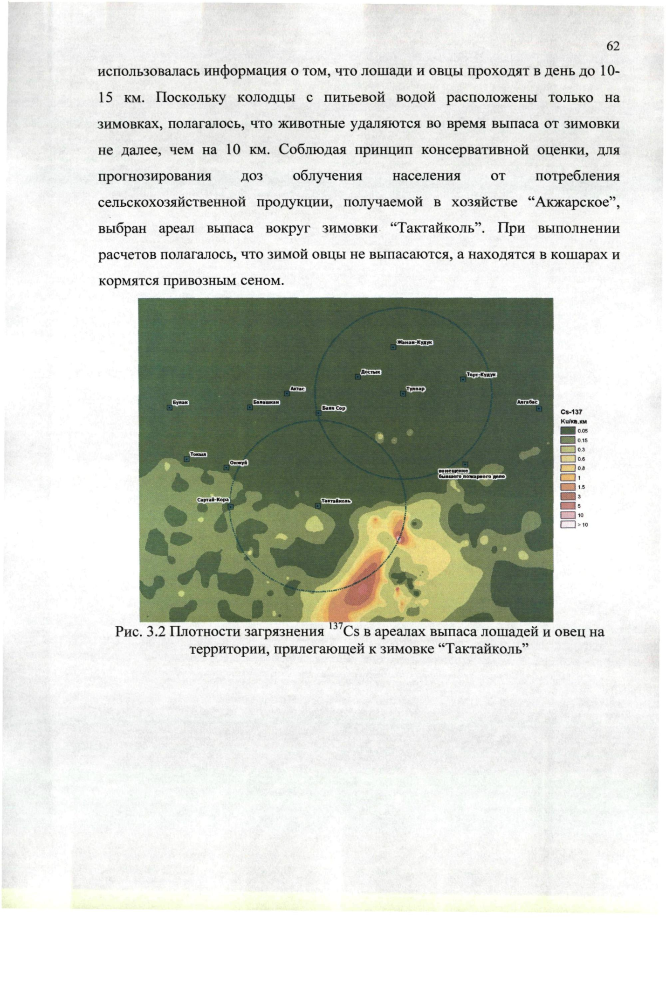 62
использовалась информация о том, что лошади и овцы проходят в день до 10-
15 км. Поскольку колодцы с питьевой водой расположены только на
зимовках, полагалось, что животные удаляются во время выпаса от зимовки
не далее, чем на 10 км. Соблюдая принцип консервативной оценки, для
прогнозирования доз облучения населения от потребления
сельскохозяйственной продукции, получаемой в хозяйстве “Акжарское”,
выбран ареал выпаса вокруг зимовки “Тактайколь”. При выполнении
расчетов полагалось, что зимой овцы не выпасаются, а находятся в кошарах и
кормятся привозным сеном.
Жаман-Кудук
Достык
Торт-Кудук
Актас
Тулпар
Булак
Балашкан
Баян Сор
Алгабас
Токыл
Онжуй
помещение
бывшего пожарного депо
Сартай-Кора
Тактайколь
Cs-137
Ku/кв.км
0.05
0.15
0.3
0.6
0.8
1
1.5
3
5
10
> 10
Рис. 3.2 Плотности загрязнения ¹³⁷Cs в ареалах выпаса лошадей и овец на
территории, прилегающей к зимовке “Тактайколь”